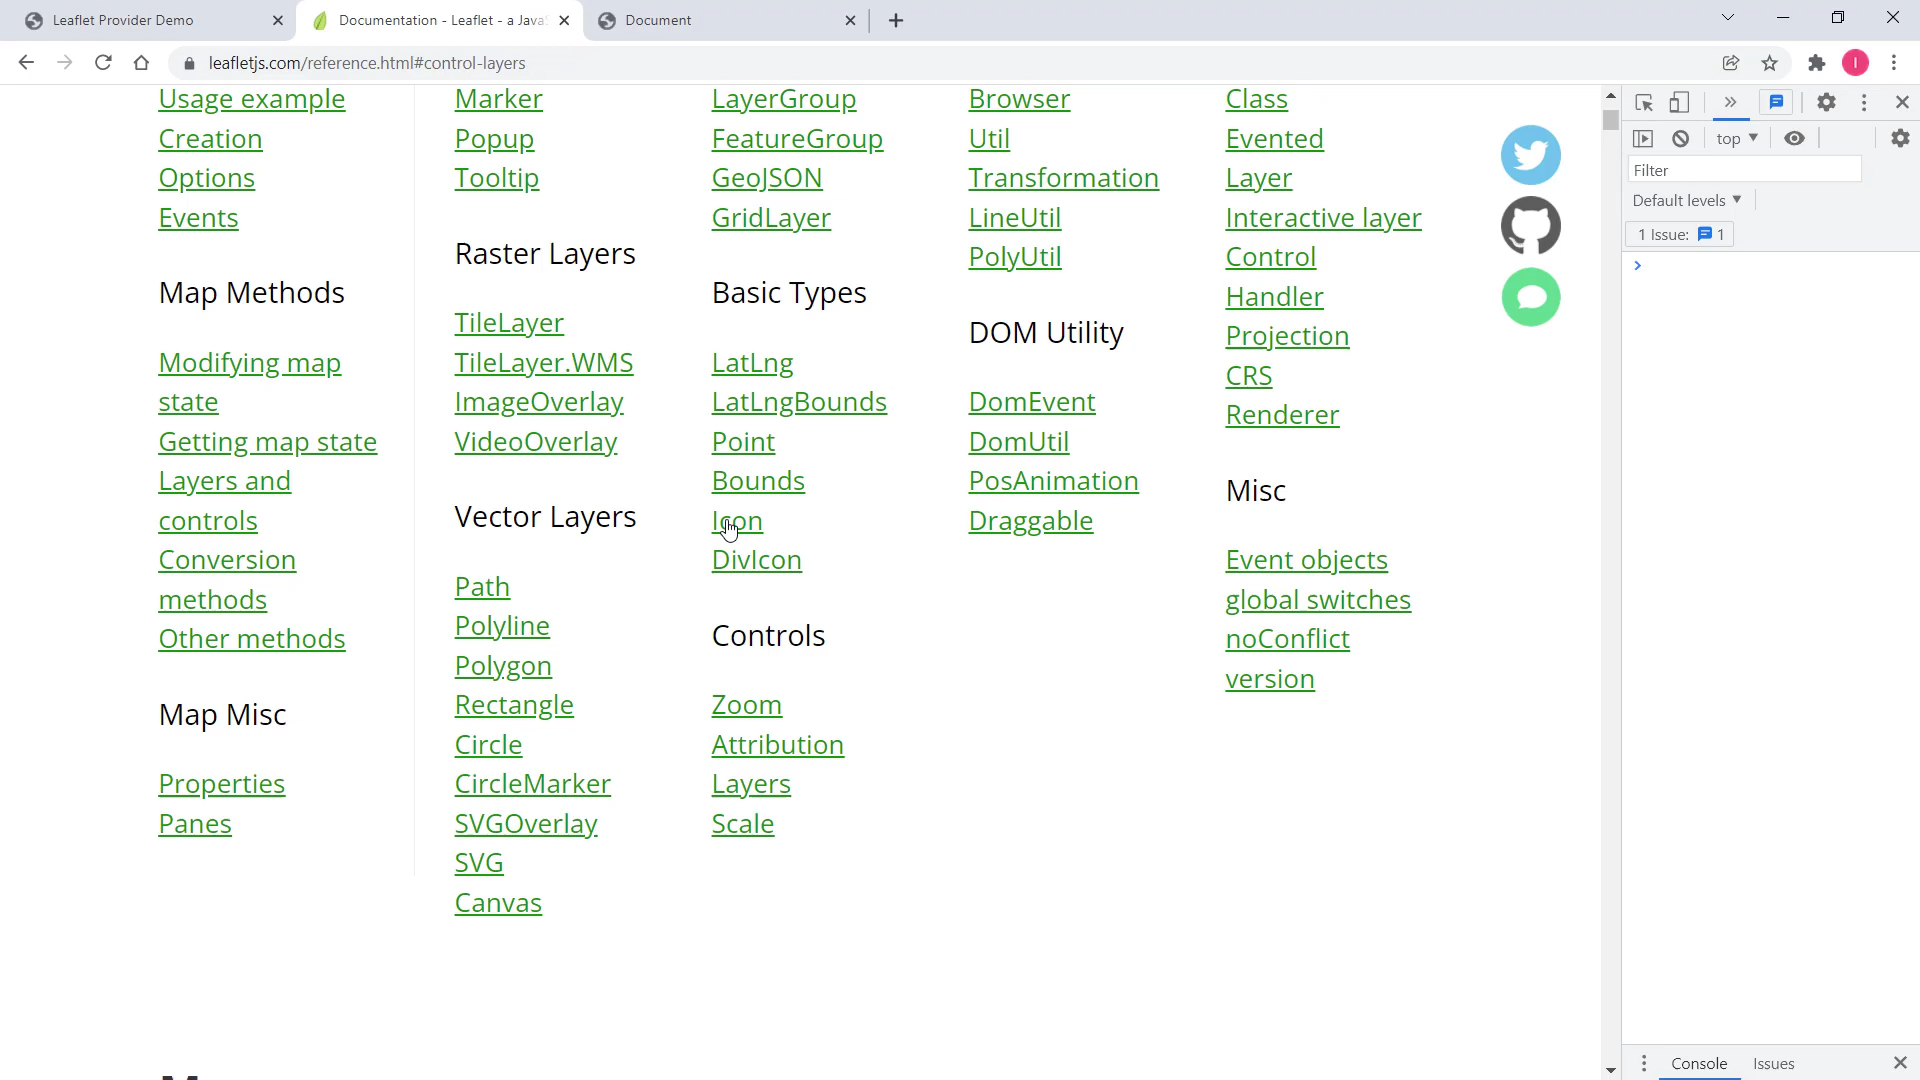 Leaflet Provider Demo
Documentation - Leaflet - a Java
Document
leafletjs.com/reference.html#control-layers
I
Usage example
Creation
Options
Events
Map Methods
Modifying map
state
Getting map state
Layers and
controls
Conversion
methods
Other methods
Map Misc
Properties
Panes
Marker
Popup
Tooltip
Raster Layers
TileLayer
TileLayer.WMS
ImageOverlay
VideoOverlay
Vector Layers
Path
Polyline
Polygon
Rectangle
Circle
CircleMarker
SVGOverlay
SVG
Canvas
LayerGroup
FeatureGroup
GeoJSON
GridLayer
Basic Types
LatLng
LatLngBounds
Point
Bounds
Icon
DivIcon
Controls
Zoom
Attribution
Layers
Scale
Browser
Util
Transformation
LineUtil
PolyUtil
DOM Utility
DomEvent
DomUtil
PosAnimation
Draggable
Class
Evented
Layer
Interactive layer
Control
Handler
Projection
CRS
Renderer
Misc
Event objects
global switches
noConflict
version
top
Filter
Default levels
1 Issue: 1
Console Issues